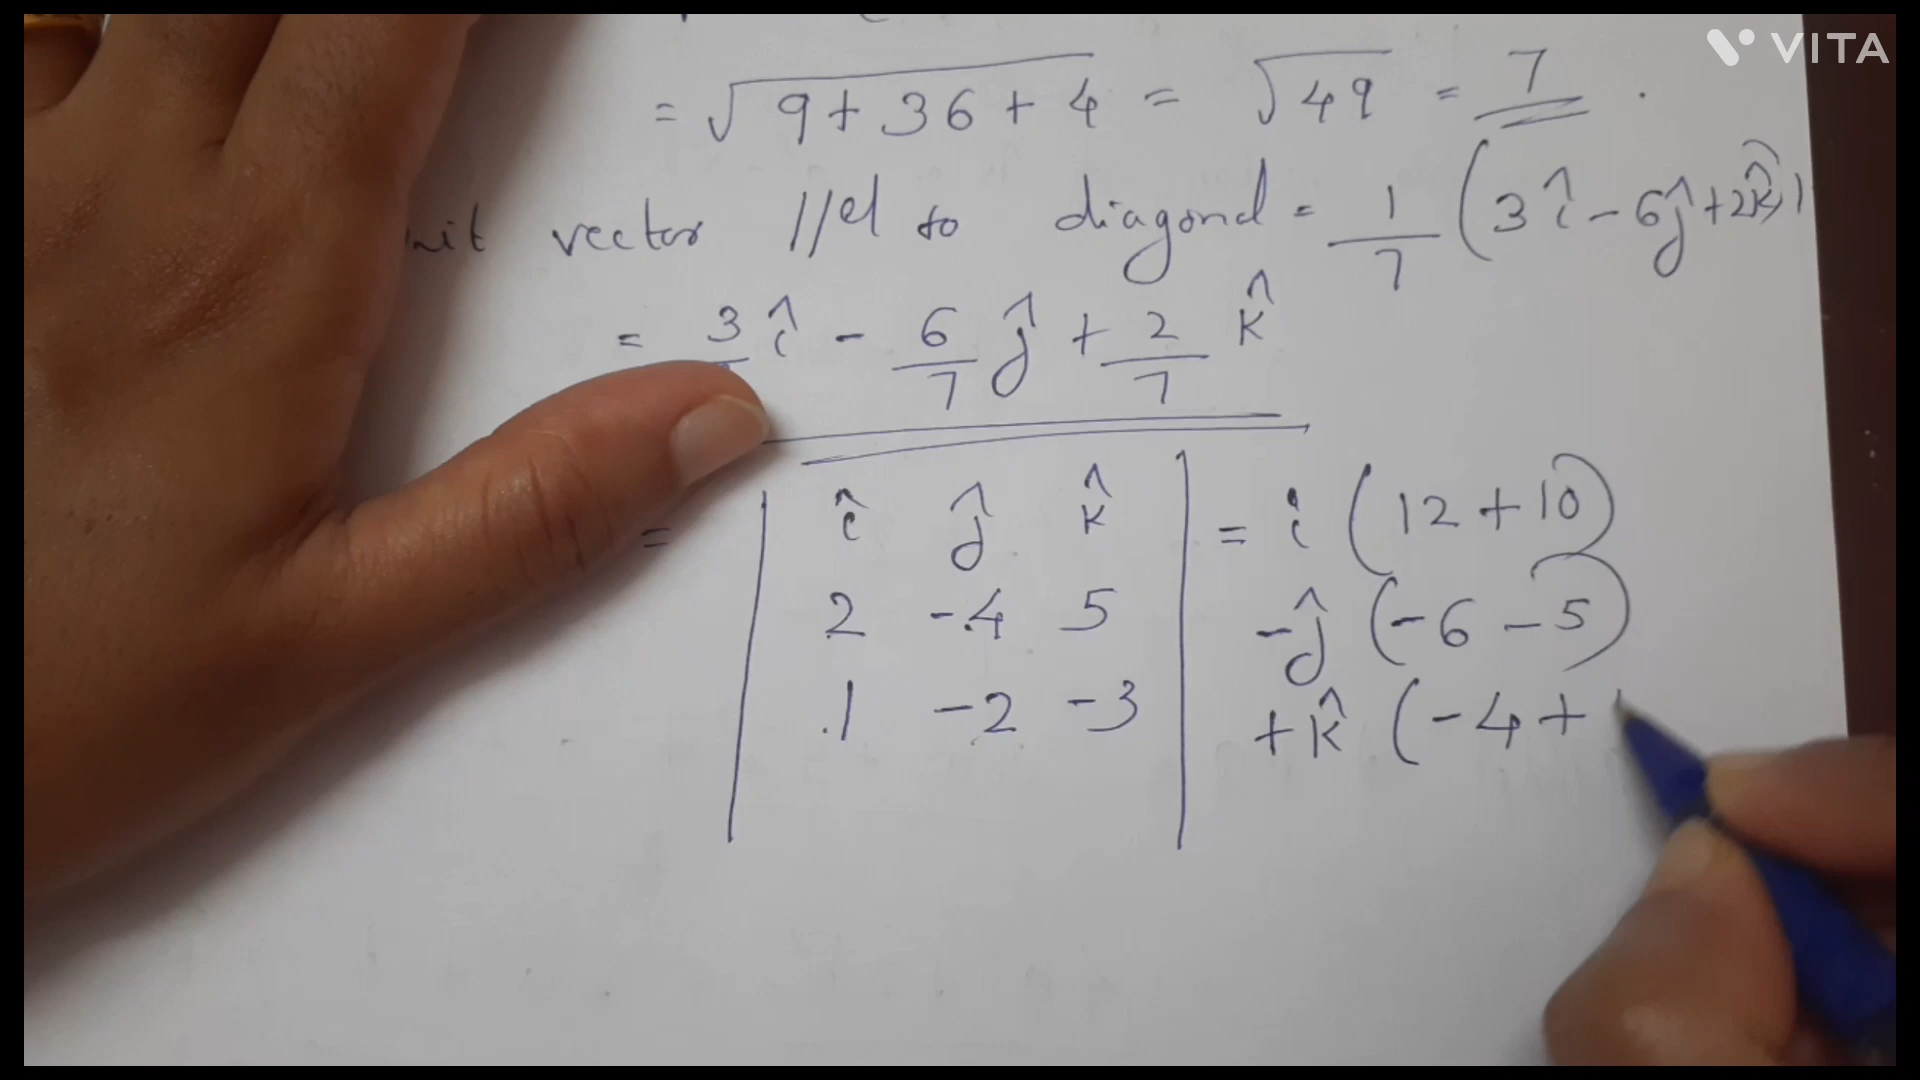 VITA
= √9 + 36 + 4 = √49 = 7 .
nit vector //el to diagonal = 1/7 (3î - 6ĵ + 2k̂)
= 3 î - 6/7 ĵ + 2/7 k̂
= | î ĵ k̂ | = i (12 + 10)
2 -4 5 -ĵ (-6 - 5)
1 -2 -3 +k̂ (-4 +